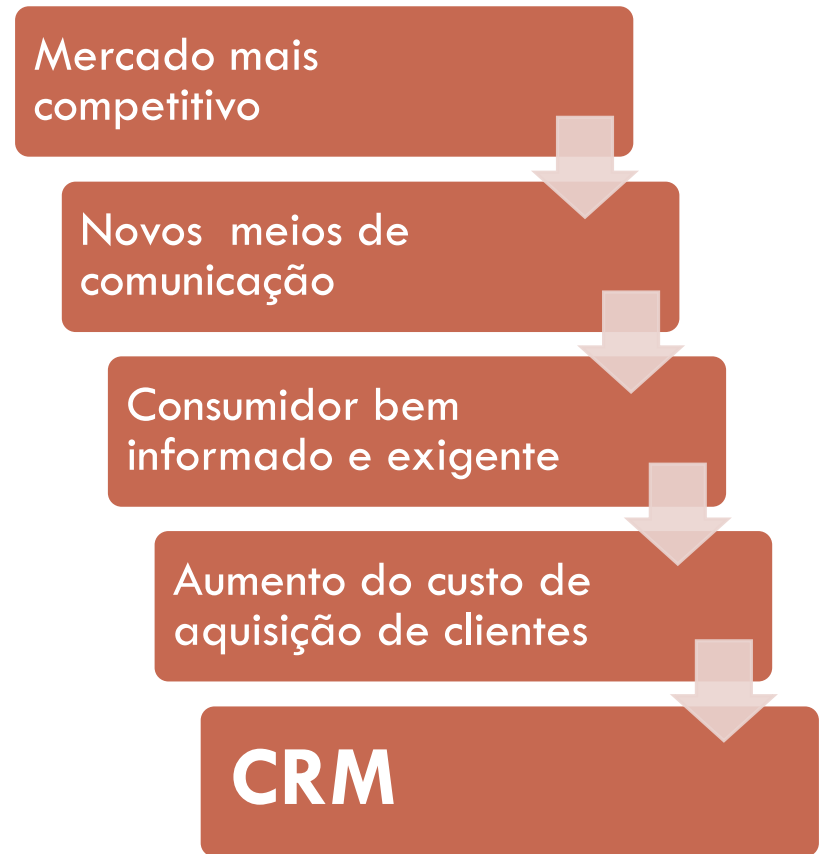 Mercado mais
competitivo
Novos  meios de
comunicação
Consumidor bem
informado e exigente
Aumento do custo de
aquisição de clientes
CRM